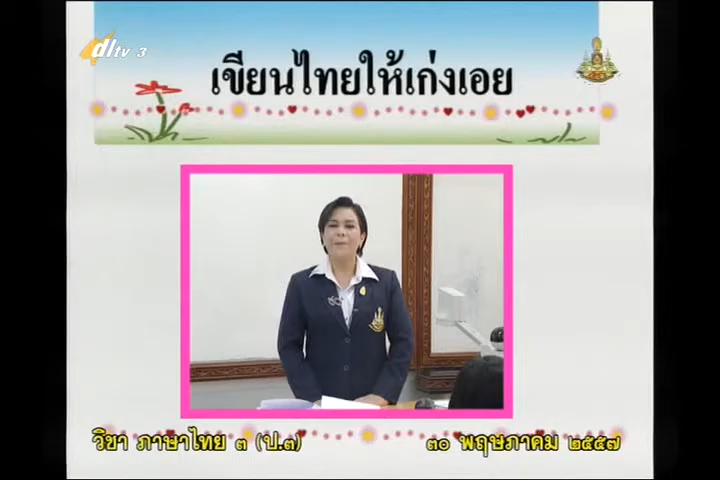 dltv 3
เขียนไทยให้เก่งเอย
วิชา ภาษาไทย ๓ (ป.๓)
๓๐ พฤษภาคม ๒๕๕๗